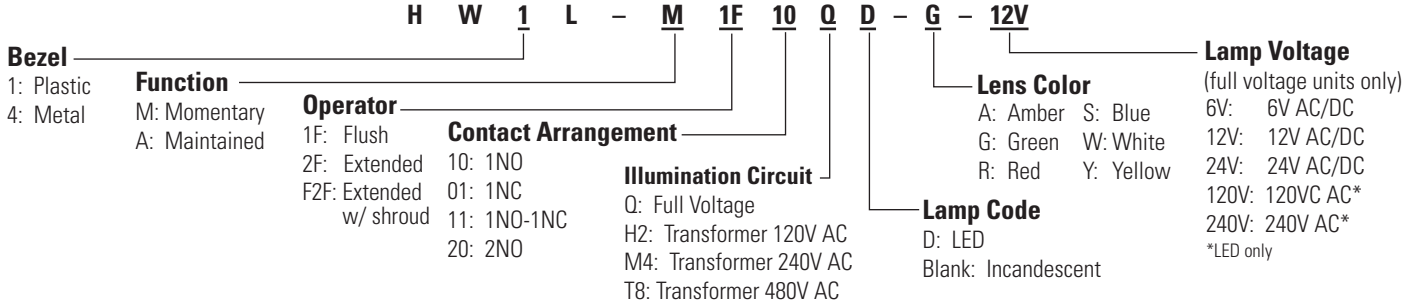 H W 1 L – M 1F 10 Q D – G – 12V
Bezel
1: Plastic
4: Metal
Function
M: Momentary
A: Maintained
Operator
1F: Flush
2F: Extended
F2F: Extended
w/ shroud
Contact Arrangement
10: 1NO
01: 1NC
11: 1NO-1NC
20: 2NO
Illumination Circuit
Q: Full Voltage
H2: Transformer 120V AC
M4: Transformer 240V AC
T8: Transformer 480V AC
Lamp Code
D: LED
Blank: Incandescent
Lens Color
A: Amber S: Blue
G: Green W: White
R: Red Y: Yellow
Lamp Voltage
(full voltage units only)
6V: 6V AC/DC
12V: 12V AC/DC
24V: 24V AC/DC
120V: 120VC AC*
240V: 240V AC*
*LED only